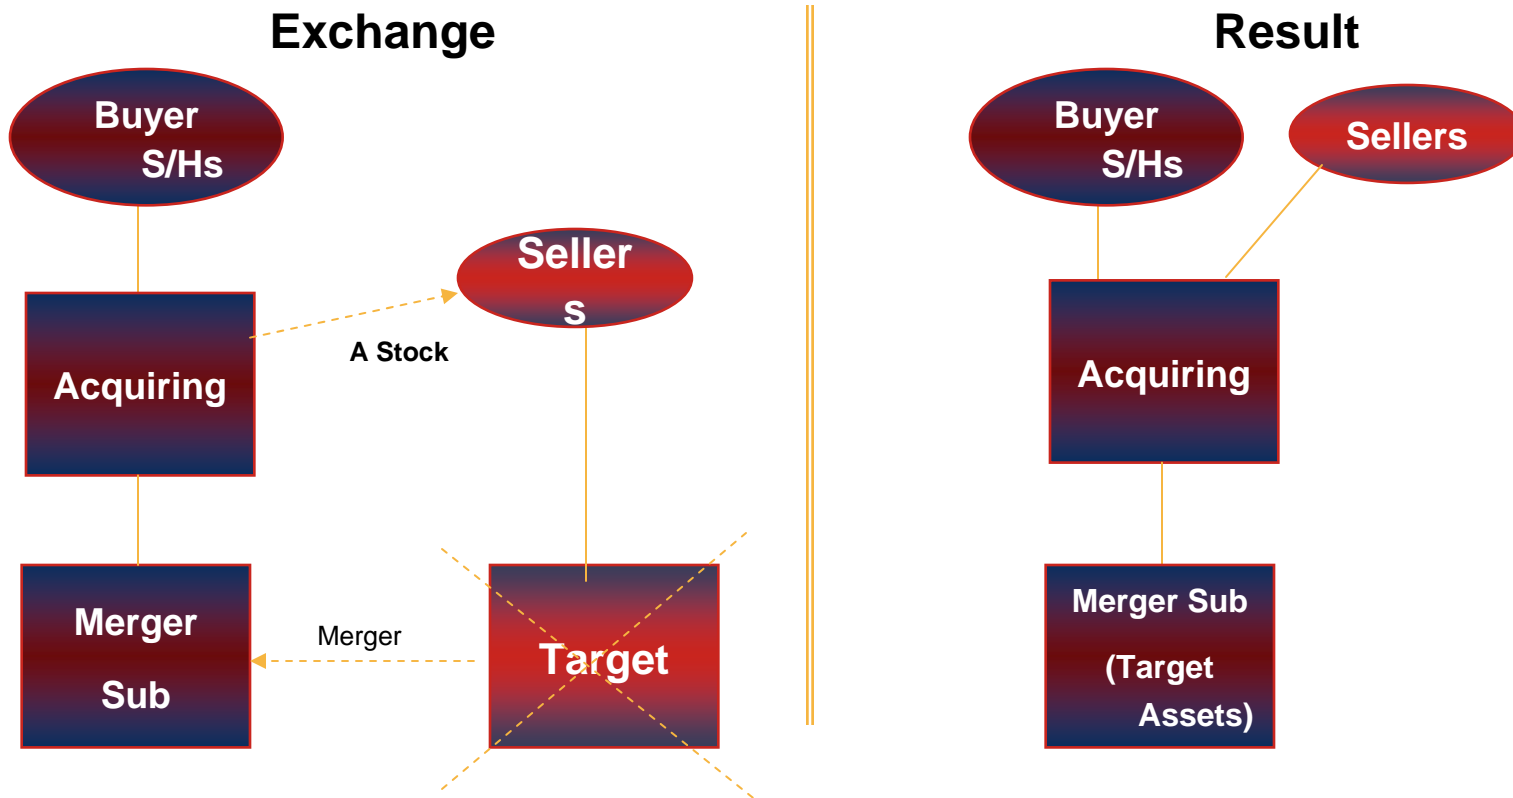 Exchange
Buyer
S/Hs
Seller
s
A Stock
Acquiring
Merger
Merger
Sub
Target
Result
Buyer
S/Hs
Sellers
Acquiring
Merger Sub
(Target
Assets)